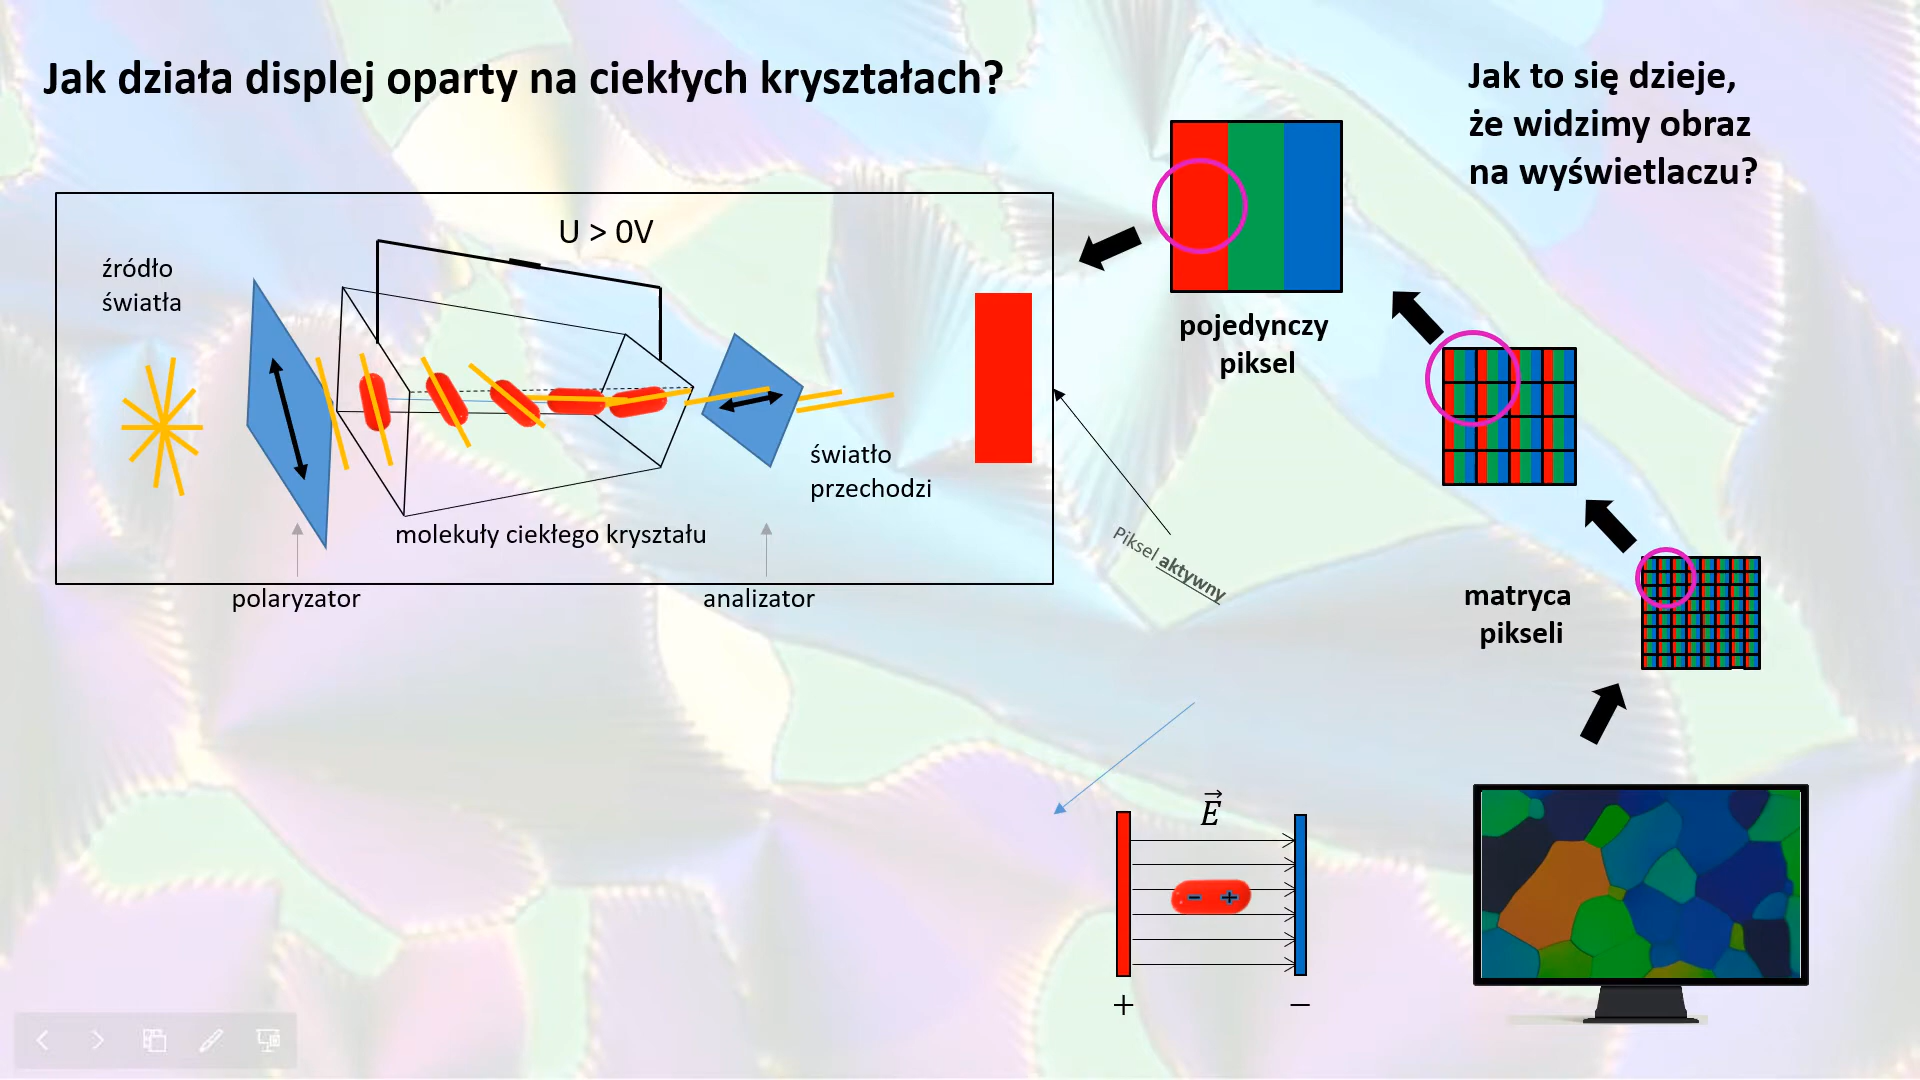 Jak działa displej oparty na ciekłych kryształach?
Jak to się dzieje,
że widzimy obraz
na wyświetlaczu?
U > 0V
źródło
światła
światło
przechodzi
molekuły ciekłego kryształu
polaryzator
analizator
pojedynczy
piksel
Piksel aktywny
matryca
pikseli
E⃗
− +
+ −